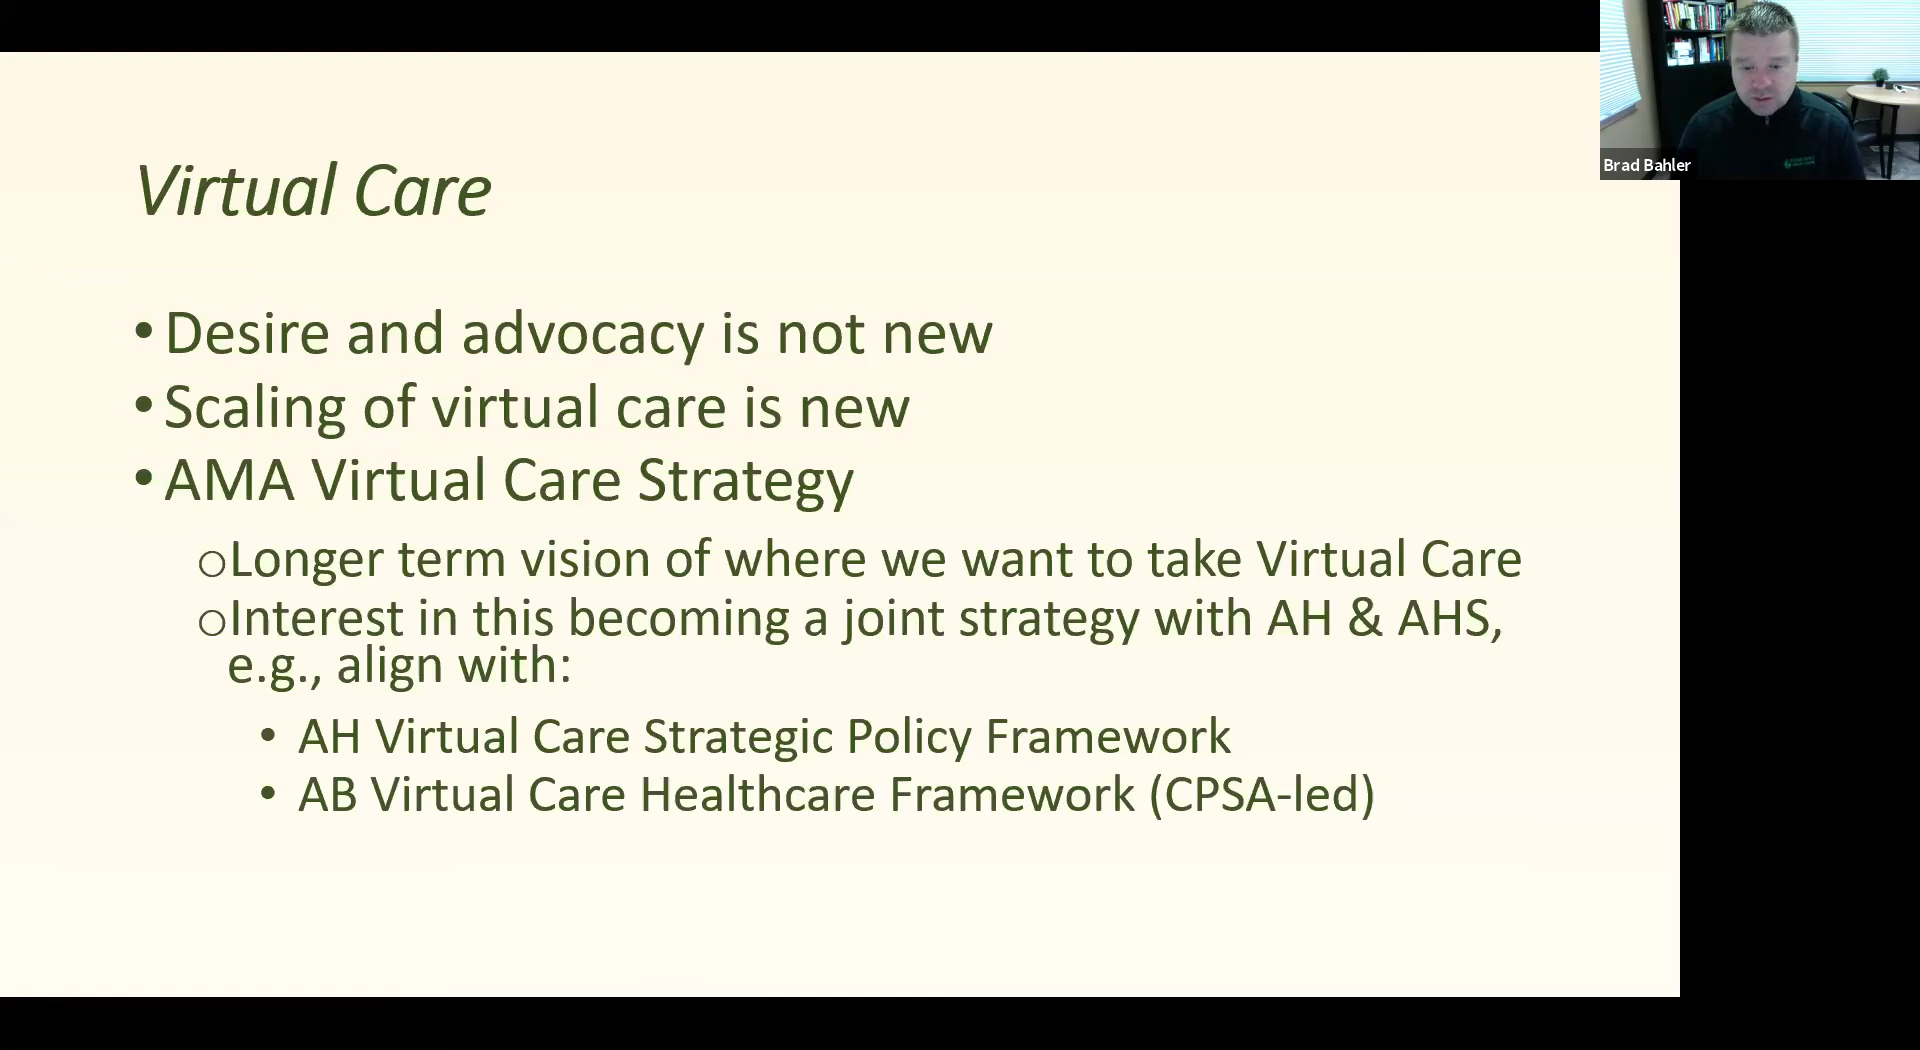 Virtual Care
• Desire and advocacy is not new
• Scaling of virtual care is new
• AMA Virtual Care Strategy
o Longer term vision of where we want to take Virtual Care
o Interest in this becoming a joint strategy with AH & AHS,
e.g., align with:
• AH Virtual Care Strategic Policy Framework
• AB Virtual Care Healthcare Framework (CPSA-led)
Brad Bahler